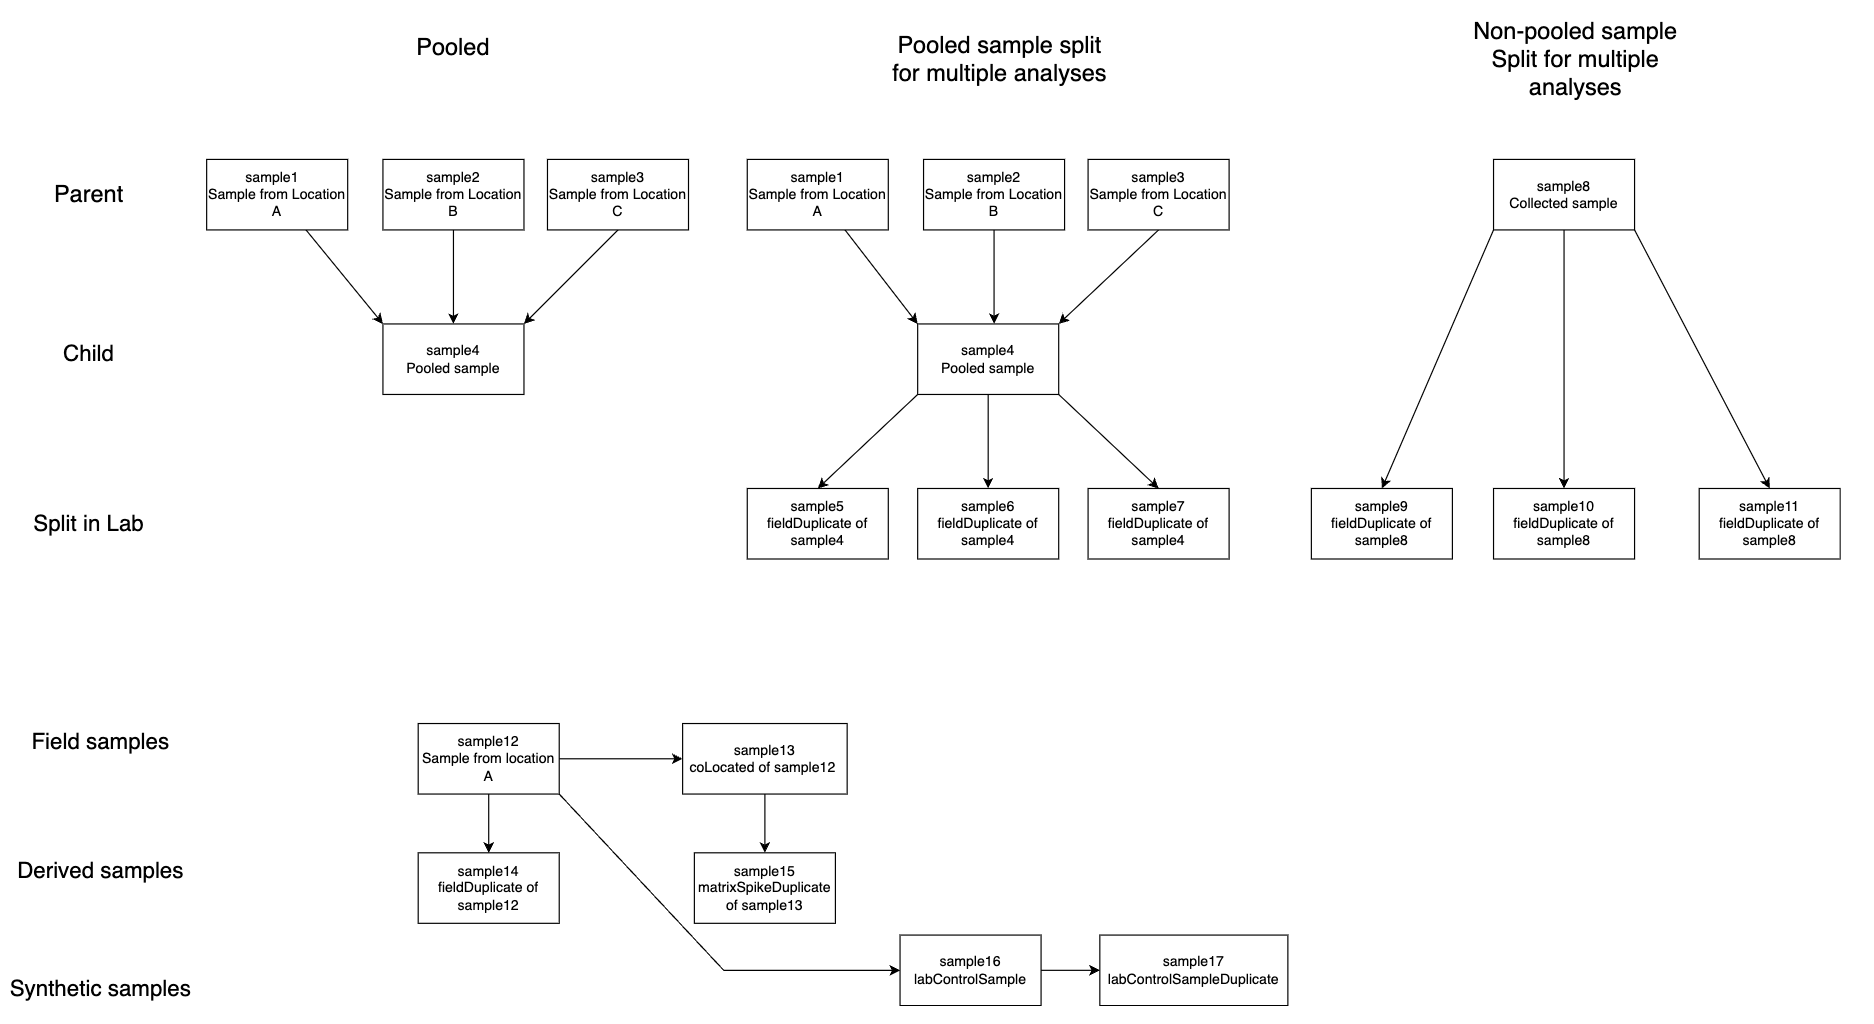 Pooled
Pooled sample split
for multiple analyses
Non-pooled sample
Split for multiple
analyses
Parent
sample1
Sample from Location
A
sample2
Sample from Location
B
sample3
Sample from Location
C
sample1
Sample from Location
A
sample2
Sample from Location
B
sample3
Sample from Location
C
sample8
Collected sample
Child
sample4
Pooled sample
sample4
Pooled sample
Split in Lab
sample5
fieldDuplicate of
sample4
sample6
fieldDuplicate of
sample4
sample7
fieldDuplicate of
sample4
sample9
fieldDuplicate of
sample8
sample10
fieldDuplicate of
sample8
sample11
fieldDuplicate of
sample8
Field samples
sample12
Sample from location
A
sample13
coLocated of sample12
Derived samples
sample14
fieldDuplicate of
sample12
sample15
matrixSpikeDuplicate
of sample13
Synthetic samples
sample16
labControlSample
sample17
labControlSampleDuplicate